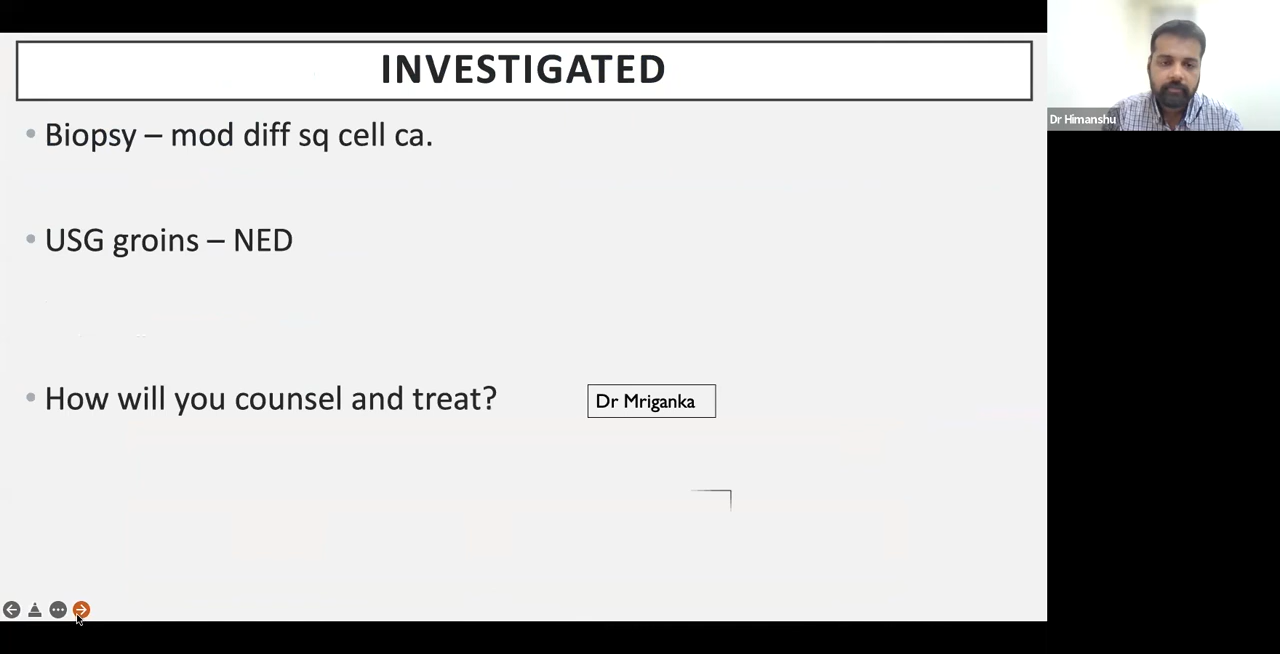 INVESTIGATED
• Biopsy – mod diff sq cell ca.
• USG groins – NED
• How will you counsel and treat?
Dr Mriganka
Dr Himanshu